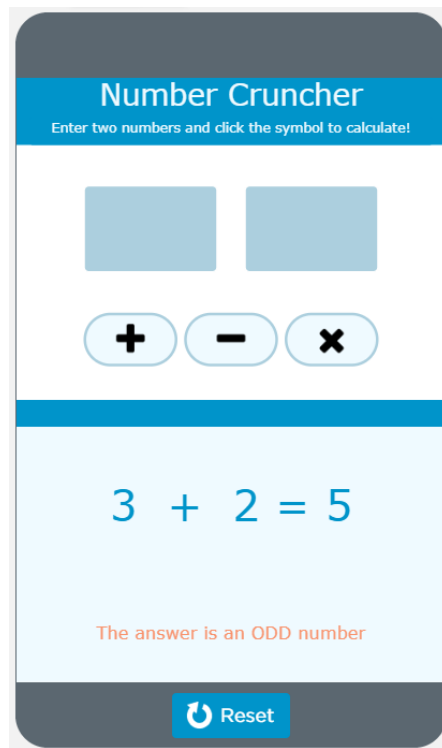 Number Cruncher
Enter two numbers and click the symbol to calculate!
+ − ×
3 + 2 = 5
The answer is an ODD number
Reset